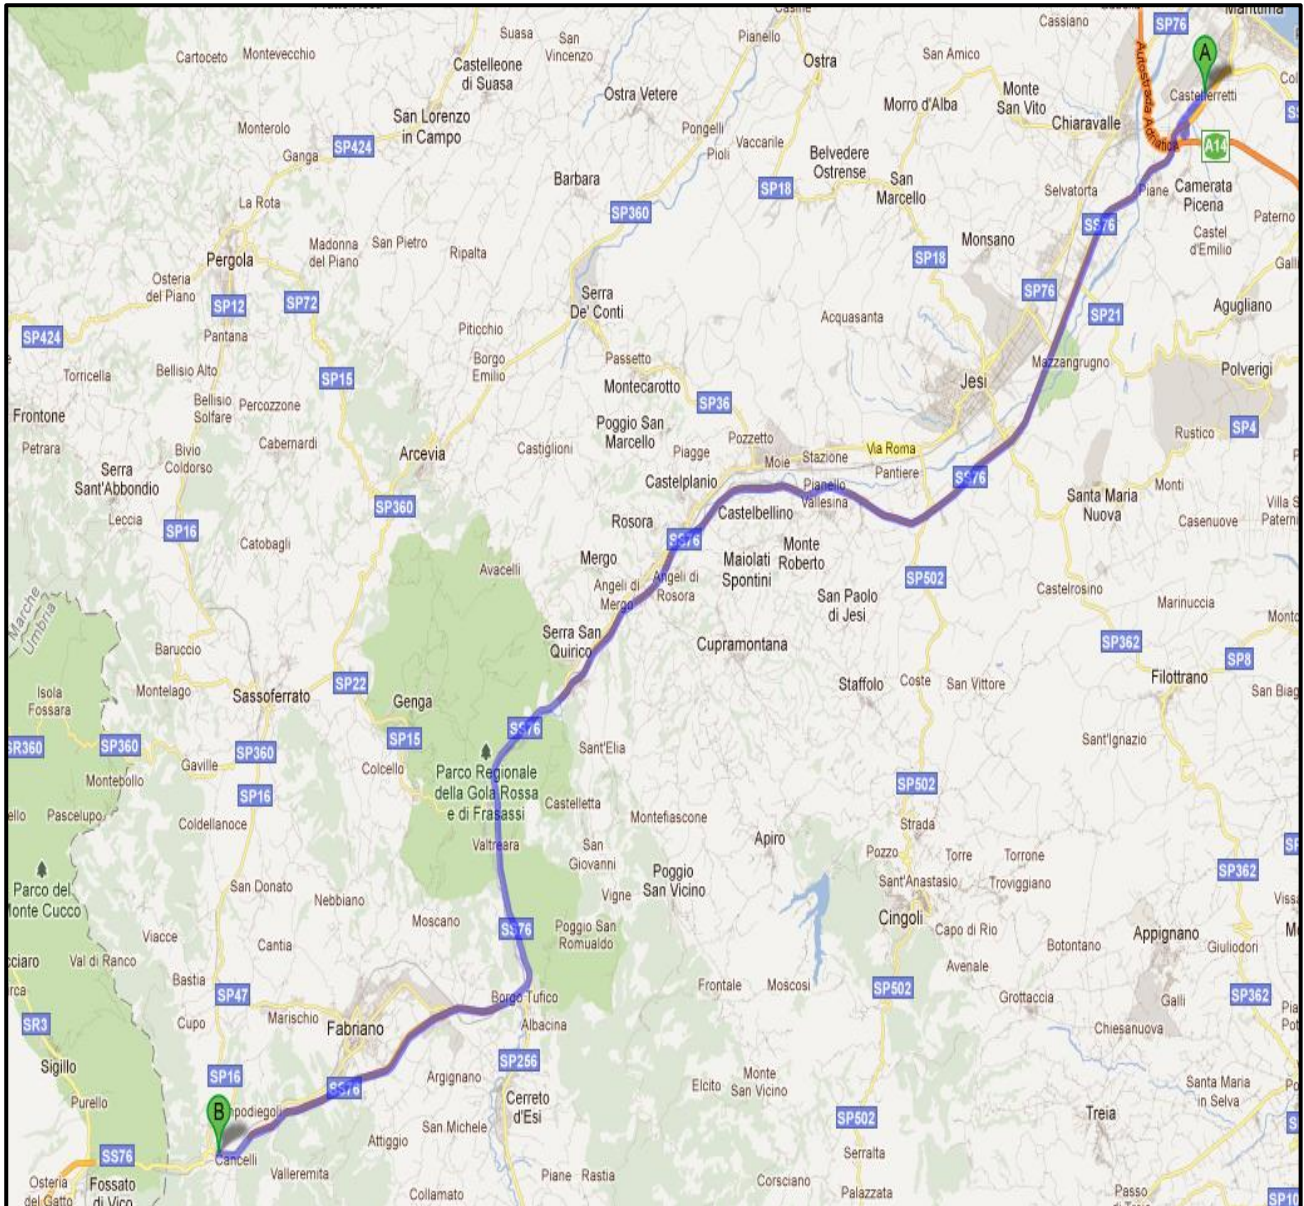 Suasa
San
Vincenzo
Pianello
Cassiano
SP76
Cartoceto
Montevecchio
Castelleone
di Suasa
Ostra
San Amico
A
Autostrada Adriatica
Castelferretti
Ostra Vetere
Morro d'Alba
Monte
San Vito
Chiaravalle
San Lorenzo
in Campo
Monterolo
Ganga
SP424
Pongelli
Pioli
Vaccarile
Belvedere
Ostrense
A14
Barbara
SP18
San
Marcello
Selvatorta
Piane
Camerata
Picena
La Rota
SP360
SS76
Paterno
Pergola
Madonna
del Piano
San Pietro
Ripalta
Monsano
Castel
d'Emilio
SP18
Osteria
del Piano
SP12
SP72
Serra
De' Conti
SP76
SP21
Agugliano
SP424
Pantana
Piticchio
Acquasanta
Borgo
Emilio
Passetto
Mazzangrugno
Torricella
Bellisio Alto
SP15
Montecarotto
Jesi
Polverigi
Frontone
Bellisio
Solfare
Percozzone
SP36
Petrara
Cabernardi
Poggio San
Marcello
SP4
Rustico
Bivio
Coldorso
Arcevia
Castiglioni
Piagge
Pozzetto
Moie
Stazione
Via Roma
Pantiere
Serra
Sant'Abbondio
Castelplanio
Pianello
Vallesina
SS76
Monti
Leccia
SP360
Rosora
Castelbellino
Santa Maria
Nuova
Casenuove
SP16
Catobagli
SS76
Mergo
Maiolati
Spontini
Monte
Roberto
Avacelli
Angeli di
Mergo
Angeli di
Rosora
SP502
Castelrosino
Marche
Umbria
San Paolo
di Jesi
Marinuccia
Serra San
Quirico
Cupramontana
SP362
SP8
Baruccio
Isola
Fossara
Montelago
Sassoferrato
SP22
Genga
Staffolo
Coste
San Vittore
Filottrano
SR360
SP360
SP360
SP15
SS76
Sant'Elia
Sant'Ignazio
Gaville
Colcello
Montebollo
SP16
Parco Regionale
della Gola Rossa
e di Frasassi
SP502
Pascelupo
Coldellanoce
Castelletta
Montefiascone
Strada
Valtreara
San
Giovanni
Apiro
Pozzo
Torre
Torrone
SP362
Parco del
Monte Cucco
San Donato
Nebbiano
Vigne
Poggio
San Vicino
Sant'Anastasio
Troviggiano
Moscano
SS76
Poggio San
Romualdo
Cingoli
Capo di Rio
Appignano
Viacce
Cantia
Botontano
Giuliodori
Val di Ranco
Bastia
Avenale
SP47
Borgo Tufico
Frontale
Moscosi
SP502
Grottaccia
Galli
SP362
SR3
Cupo
Marischio
Fabriano
Albacina
Chiesanuova
Sigillo
SP256
SP16
SS76
Argignano
Elcito
Monte
San Vicino
Santa Maria
in Selva
Purello
B
Cerreto
d'Esi
SP502
Treia
San Michele
Attiggio
SS76
Cancelli
Serralta
Osteria
del Gatto
Fossato
di Vico
Valleremita
Piane
Rastia
Corsciano
Collamato
Palazzata
Passo